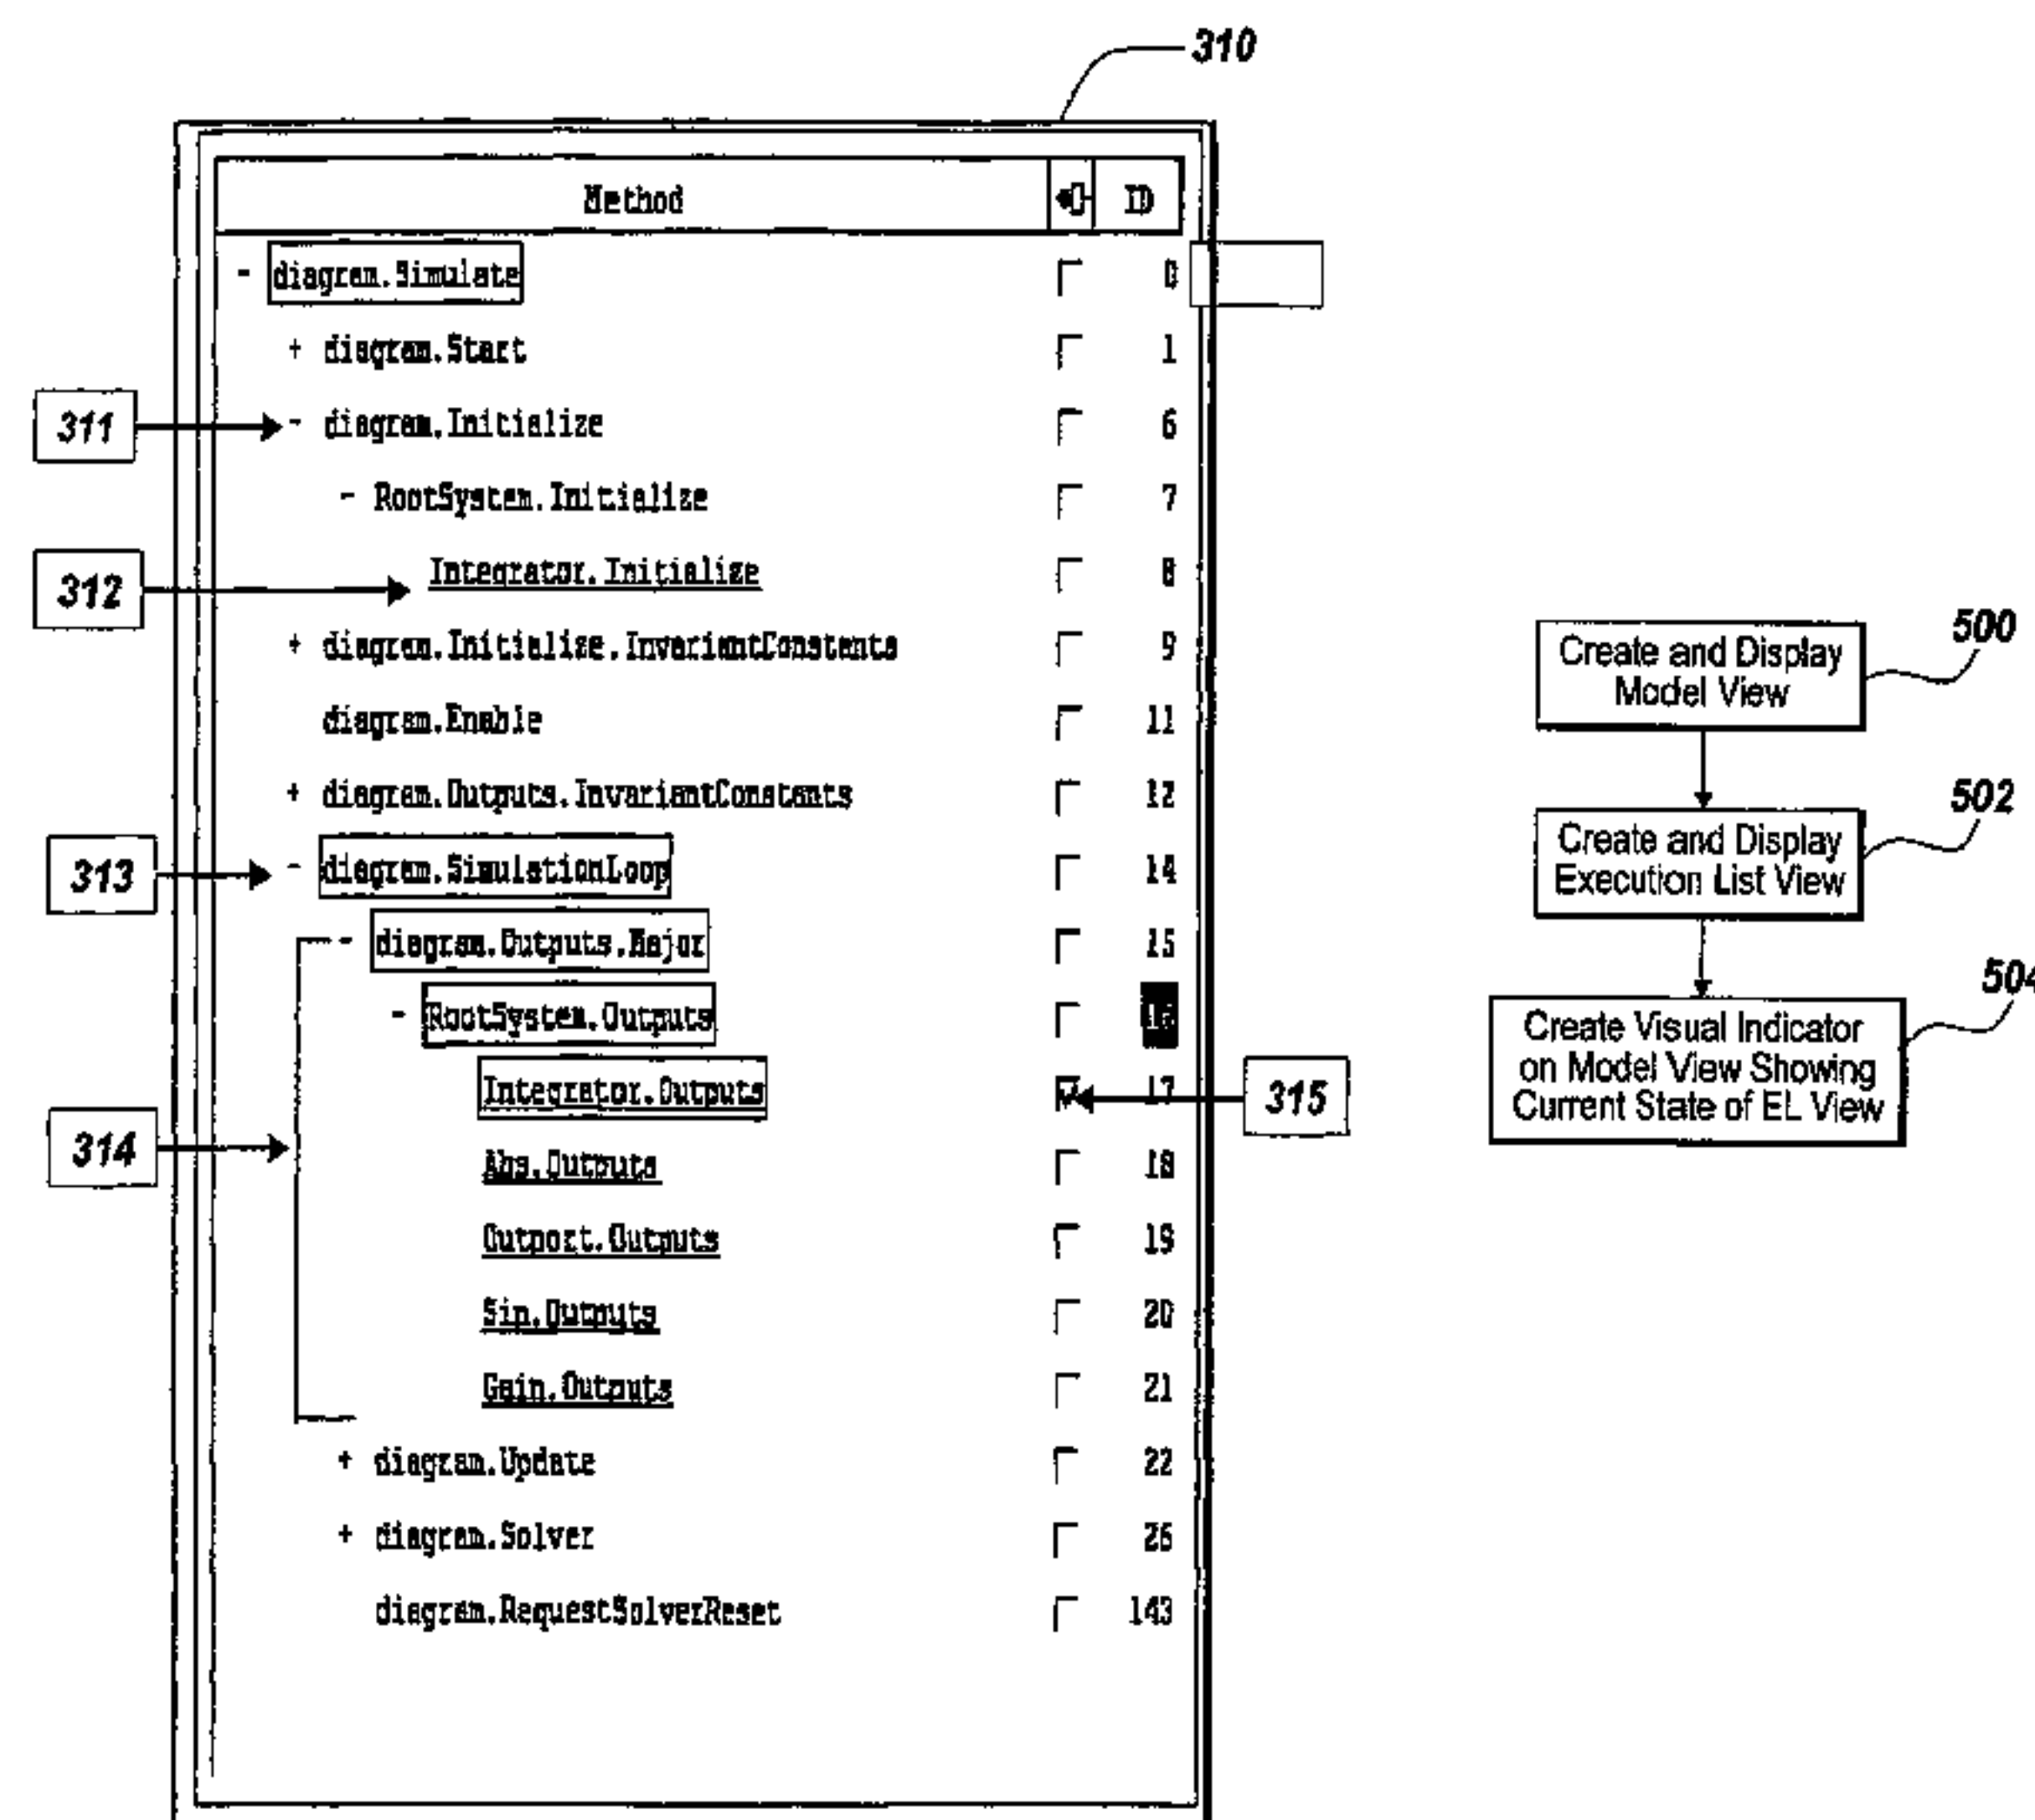 310
Method ID
- diagram.Simulate 0
+ diagram.Start 1
311 - diagram.Initialize 6
- RootSystem.Initialize 7
312 Integrator.Initialize 8
+ diagram.Initialize.InvariantConstants 9
diagram.Enable 11
+ diagram.Outputs.InvariantConstants 12
313 - diagram.SimulationLoop 14
- diagram.Outputs.Major 15
- RootSystem.Outputs 16
Integrator.Outputs 17 315
314 Abs.Outputs 18
Outport.Outputs 19
Sin.Outputs 20
Gain.Outputs 21
+ diagram.Update 22
+ diagram.Solver 26
diagram.RequestSolverReset 143
500
Create and Display
Model View
502
Create and Display
Execution List View
504
Create Visual Indicator
on Model View Showing
Current State of EL View